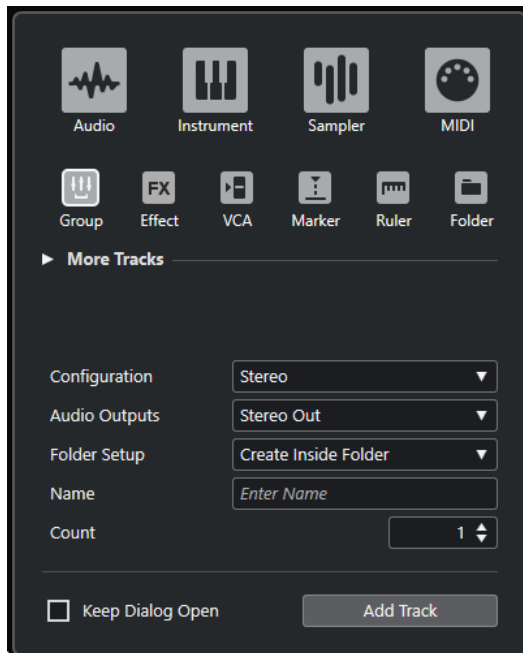 Audio Instrument Sampler MIDI
FX
Group Effect VCA Marker Ruler Folder
More Tracks
Configuration Stereo
Audio Outputs Stereo Out
Folder Setup Create Inside Folder
Name Enter Name
Count 1
Keep Dialog Open Add Track